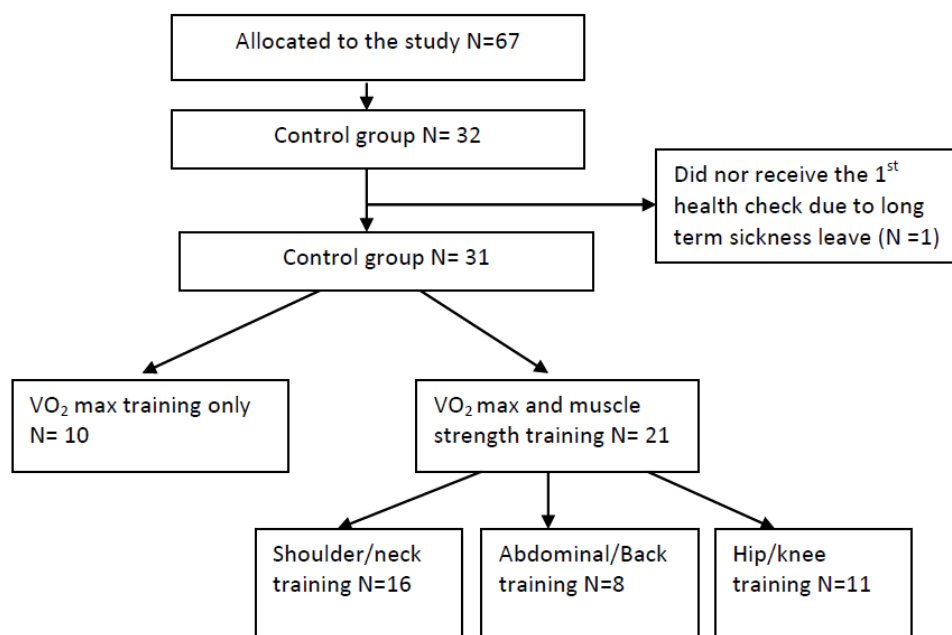 Allocated to the study N=67
Control group N= 32
Did nor receive the 1st
health check due to long
term sickness leave (N =1)
Control group N= 31
VO2 max training only
N= 10
VO2 max and muscle
strength training N= 21
Shoulder/neck
training N=16
Abdominal/Back
training N=8
Hip/knee
training N=11